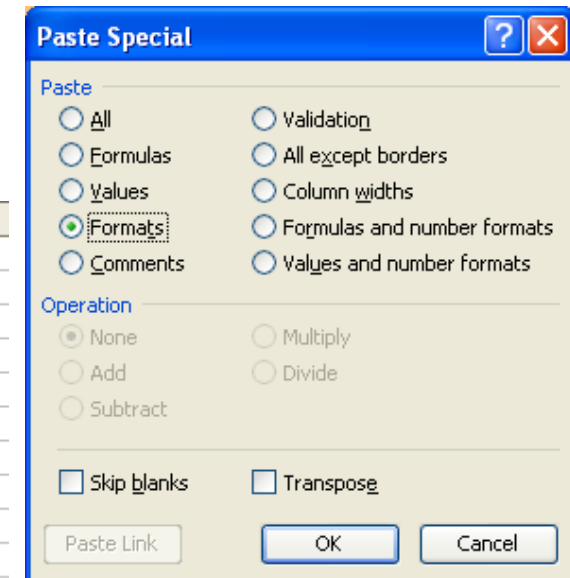 Paste Special
Paste
All
Validation
Formulas
All except borders
Values
Column widths
Formats
Formulas and number formats
Comments
Values and number formats
Operation
None
Multiply
Add
Divide
Subtract
Skip blanks
Transpose
Paste Link
OK
Cancel